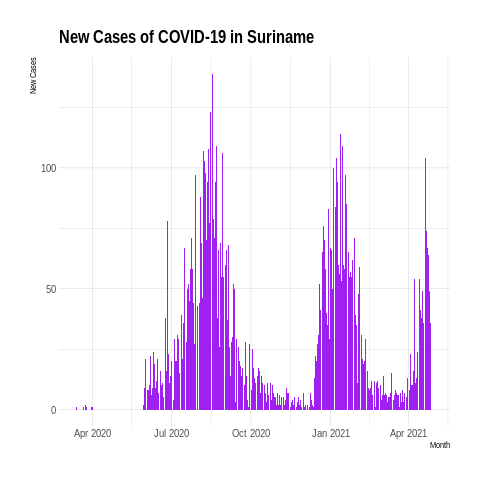 New Cases of COVID-19 in Suriname
New Cases
100
50
0
Apr 2020 Jul 2020 Oct 2020 Jan 2021 Apr 2021
Month